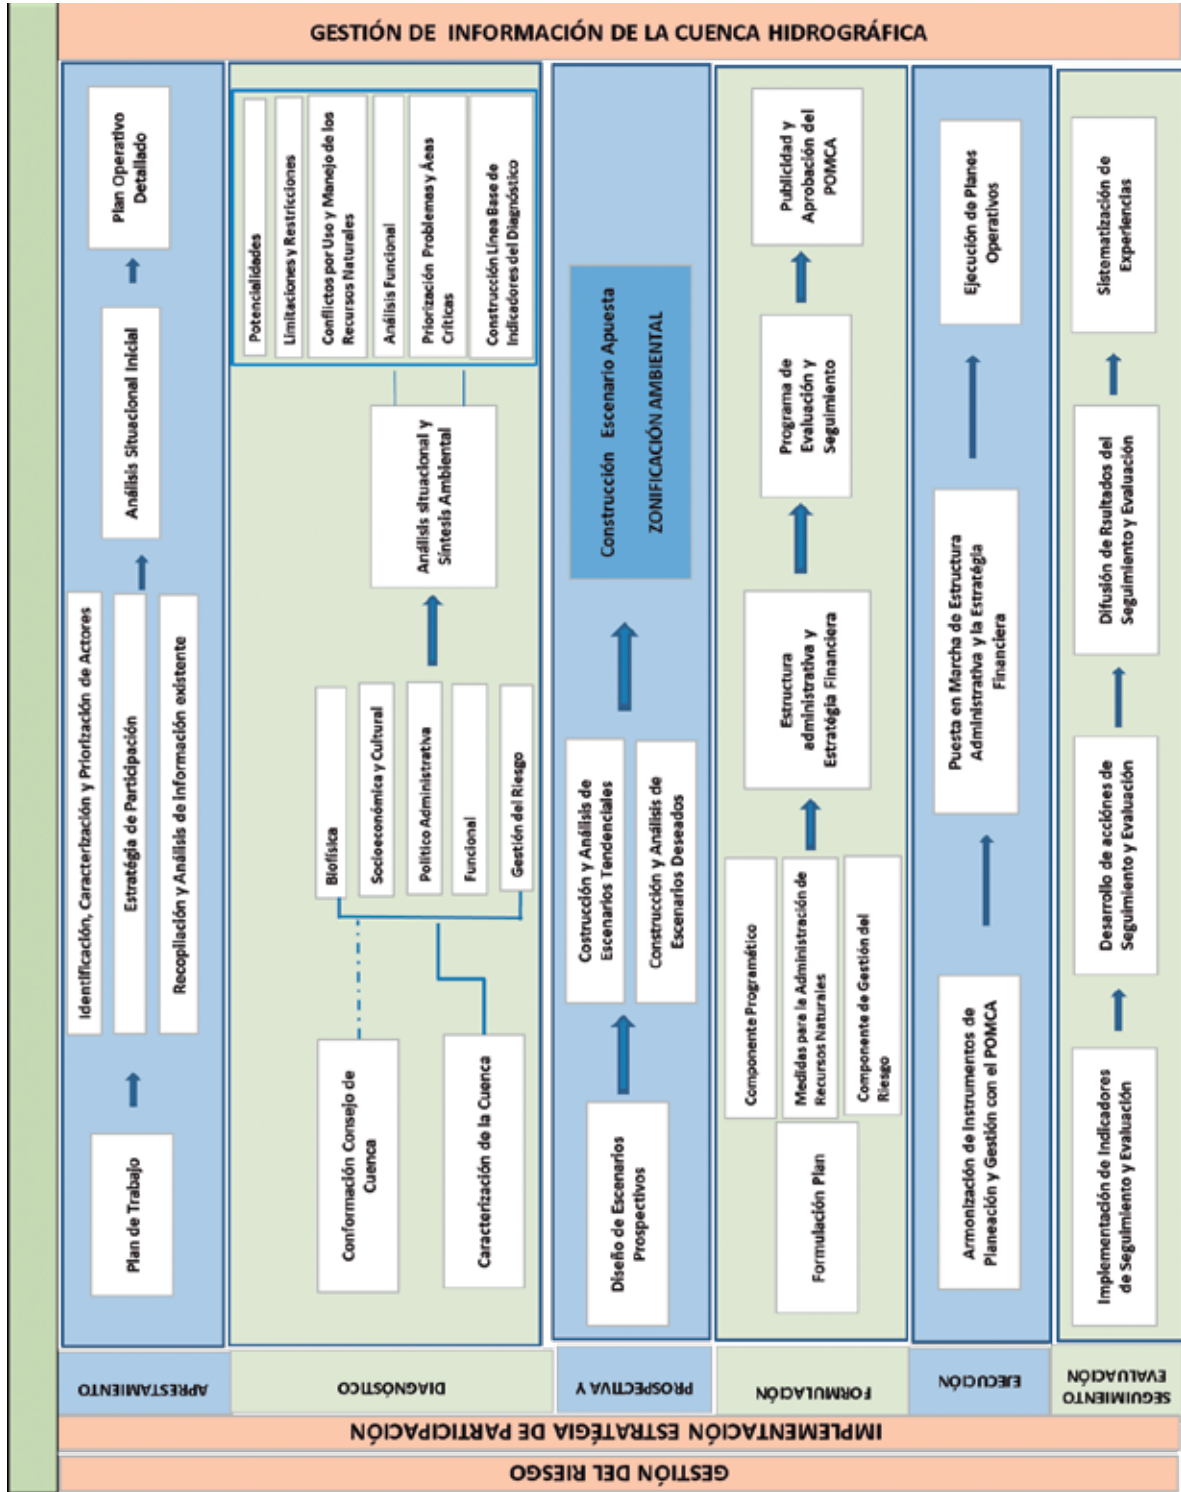 GESTIÓN DE INFORMACIÓN DE LA CUENCA HIDROGRÁFICA
GESTIÓN DEL RIESGO
IMPLEMENTACIÓN ESTRATÉGIA DE PARTICIPACIÓN
APRESTAMIENTO
Plan de Trabajo
Identificación, Caracterización y Priorización de Actores
Estratégia de Participación
Recopilación y Análisis de información existente
Análisis Situacional Inicial
Plan Operativo
Detallado
DIAGNÓSTICO
Conformación Consejo de
Cuenca
Caracterización de la Cuenca
Biofísica
Socioeconómica y Cultural
Político Administrativa
Funcional
Gestión del Riesgo
Análisis situacional y
Síntesis Ambiental
Potencialidades
Limitaciones y Restricciones
Conflictos por Uso y Manejo de los
Recursos Naturales
Análisis Funcional
Priorización Problemas y Áeas
Críticas
Construcción Línea Base de
Indicadores del Diagnóstico
PROSPECTIVA Y
Diseño de Escenarios
Prospectivos
Costrucción y Análisis de
Escenarios Tendenciales
Construcción y Análisis de
Escenarios Deseados
Construcción Escenario Apuesta
ZONIFICACIÓN AMBIENTAL
FORMULACIÓN
Formulación Plan
Componente Programático
Medidas para la Administración de
Recursos Naturales
Componente de Gestión del
Riesgo
Estructura
administrativa y
Estratégia Financiera
Programa de
Evaluación y
Seguimiento
Publicidad y
Aprobación del
POMCA
EJECUCIÓN
Armonización de Instrumentos de
Planeación y Gestión con el POMCA
Puesta en Marcha de Estructura
Administrativa y la Estratégia
Financiera
Ejecución de Planes
Operativos
SEGUIMIENTO
EVALUACIÓN
Implementación de Indicadores
de Seguimiento y Evaluación
Desarrollo de acciónes de
Seguimiento y Evaluación
Difusión de Rsultados del
Seguimiento y Evaluación
Sistematización de
Experiencias